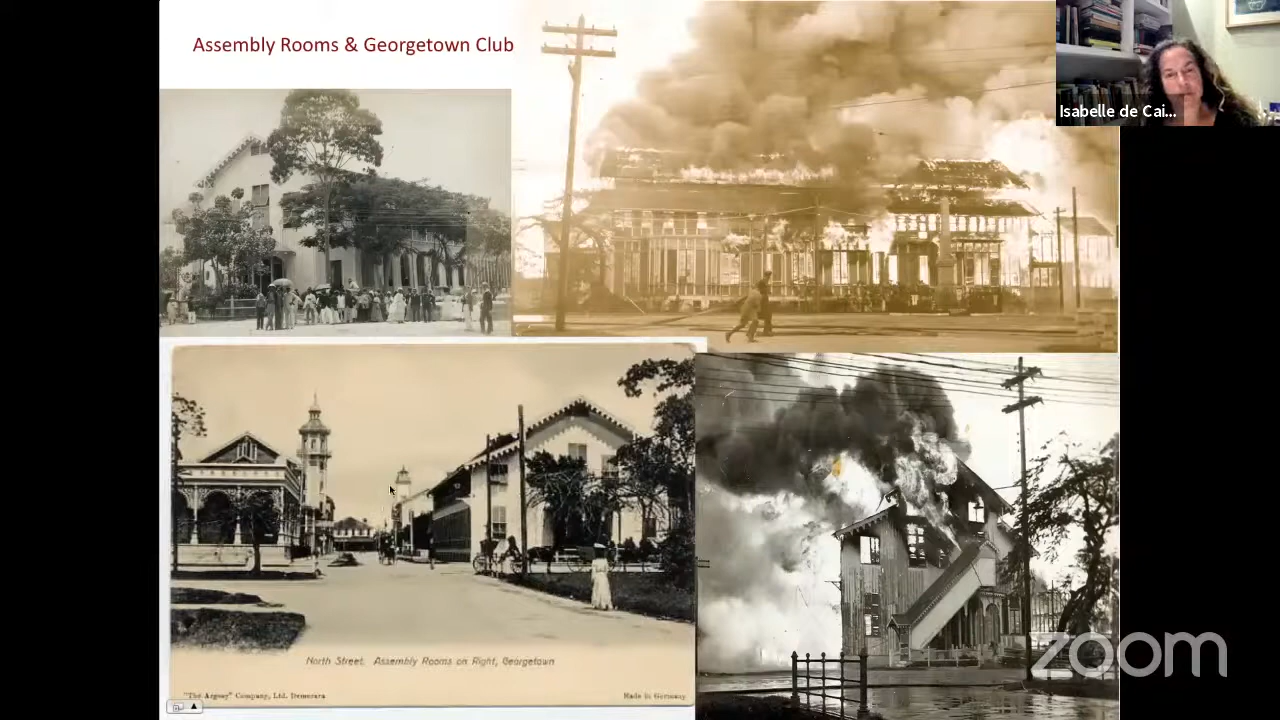 Assembly Rooms & Georgetown Club
Isabelle de Cai...
North Street. Assembly Rooms on Right, Georgetown
"The Argosy" Company, Ltd. Demerara
Made in Germany.
zoom